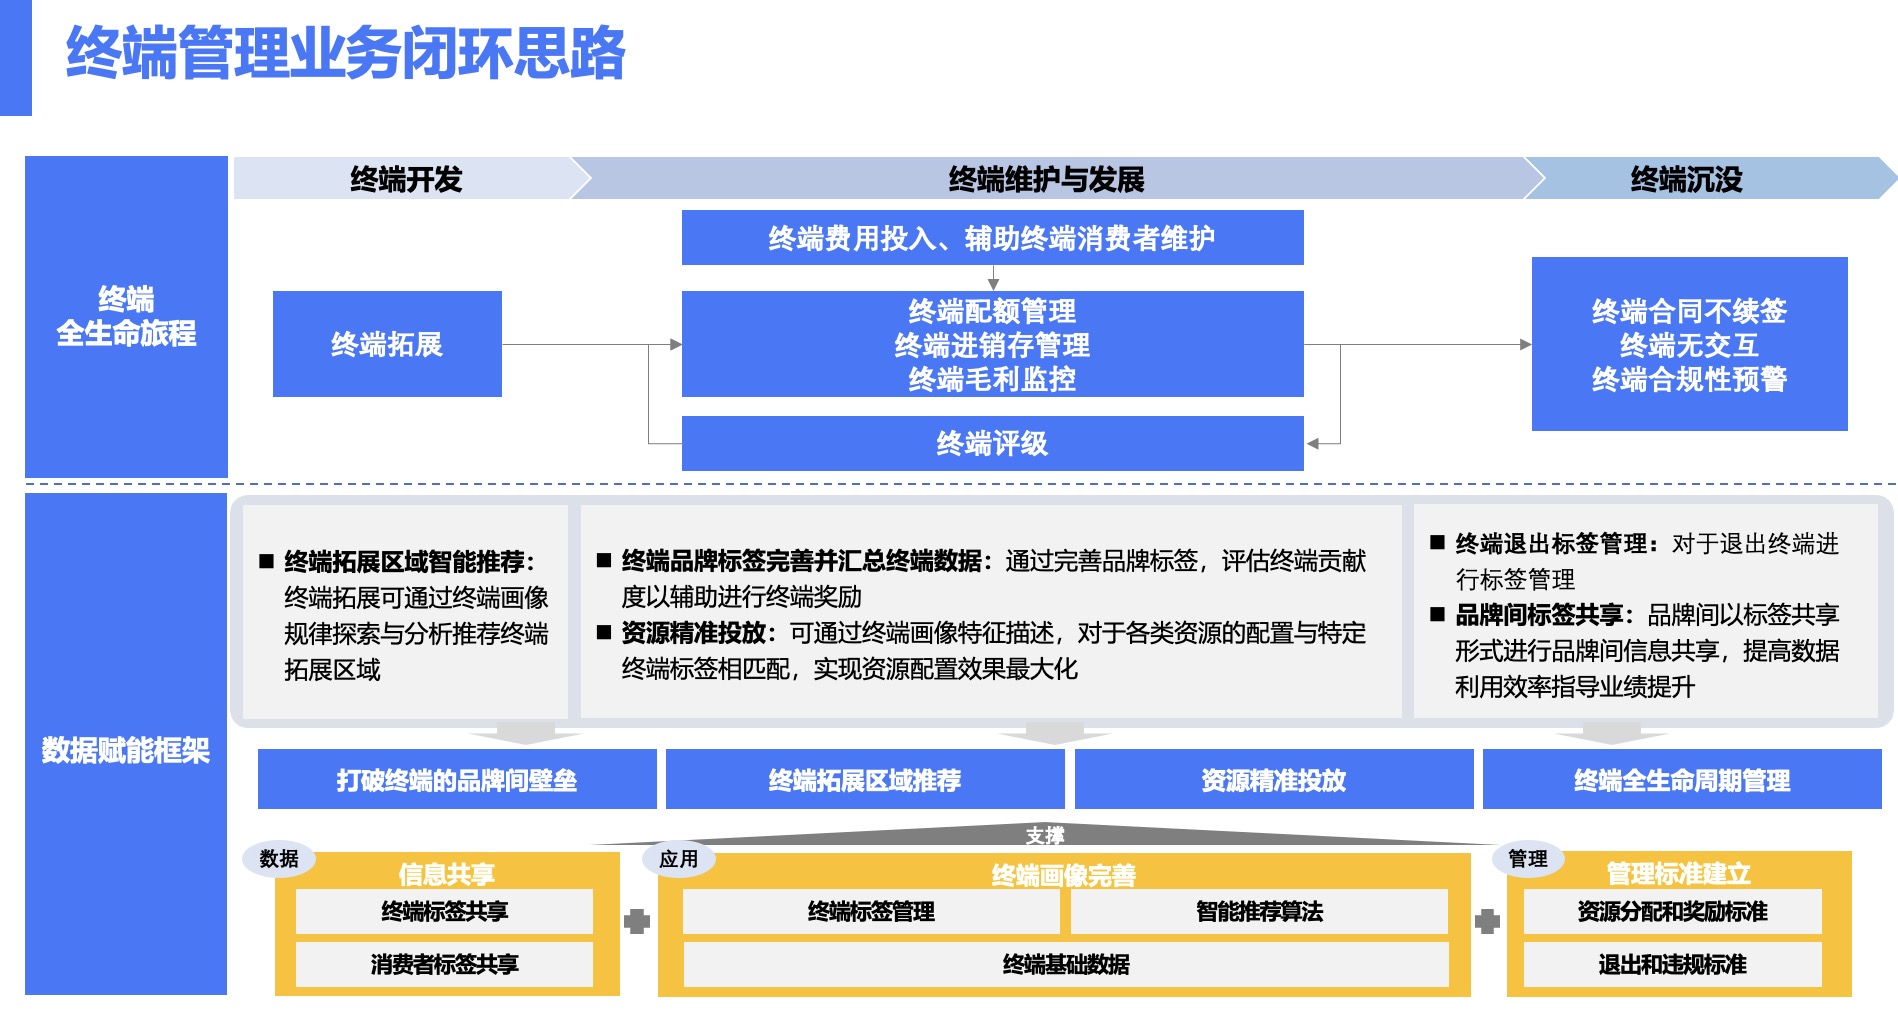 终端管理业务闭环思路
终端
全生命旅程
终端开发
终端维护与发展
终端沉没
终端费用投入、辅助终端消费者维护
终端拓展
终端配额管理
终端进销存管理
终端毛利监控
终端评级
终端合同不续签
终端无交互
终端合规性预警
数据赋能框架
■ 终端拓展区域智能推荐：
终端拓展可通过终端画像
规律探索与分析推荐终端
拓展区域
■ 终端品牌标签完善并汇总终端数据：通过完善品牌标签，评估终端贡献
度以辅助进行终端奖励
■ 资源精准投放：可通过终端画像特征描述，对于各类资源的配置与特定
终端标签相匹配，实现资源配置效果最大化
■ 终端退出标签管理：对于退出终端进
行标签管理
■ 品牌间标签共享：品牌间以标签共享
形式进行品牌间信息共享，提高数据
利用效率指导业绩提升
打破终端的品牌间壁垒
终端拓展区域推荐
资源精准投放
终端全生命周期管理
支撑
数据
信息共享
终端标签共享
消费者标签共享
应用
终端画像完善
终端标签管理
智能推荐算法
终端基础数据
管理
管理标准建立
资源分配和奖励标准
退出和违规标准